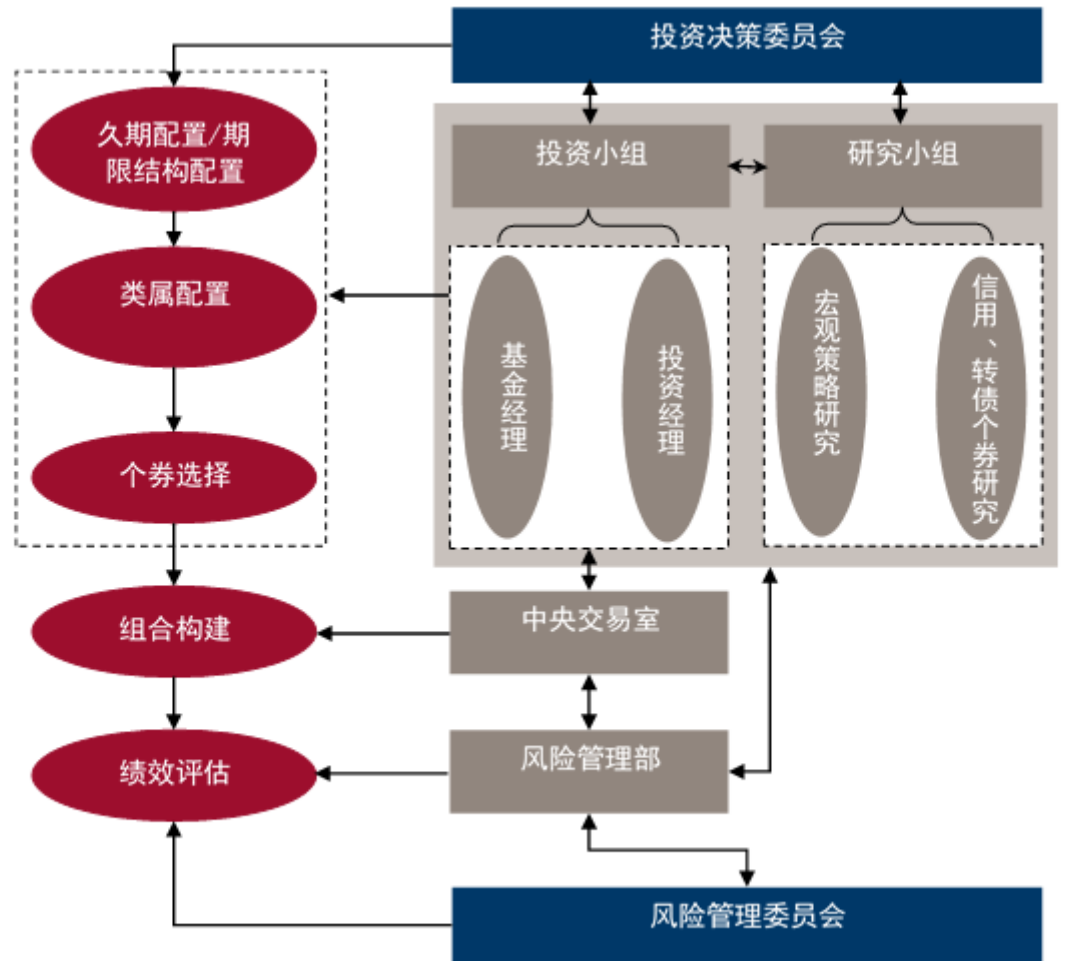 投资决策委员会
久期配置/期
限结构配置
投资小组
研究小组
类属配置
基金经理
投资经理
宏观策略研究
信用、转债个券研究
个券选择
组合构建
中央交易室
绩效评估
风险管理部
风险管理委员会